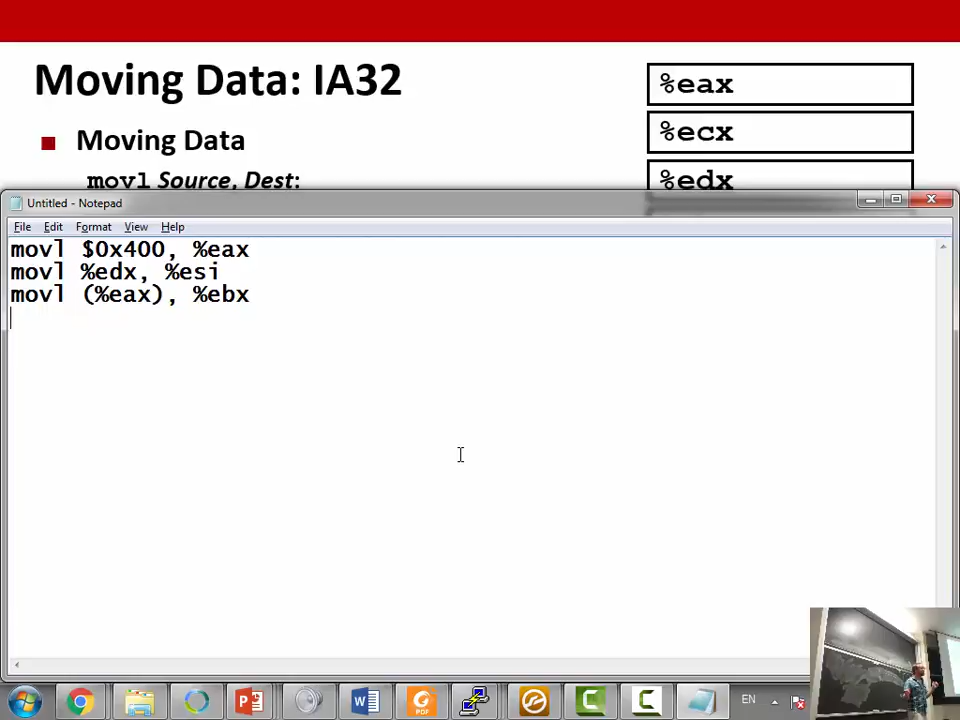 Moving Data: IA32
Moving Data
movl Source, Dest:
%eax
%ecx
%edx
Untitled - Notepad
File Edit Format View Help
movl $0x400, %eax
movl %edx, %esi
movl (%eax), %ebx
PDF
EN